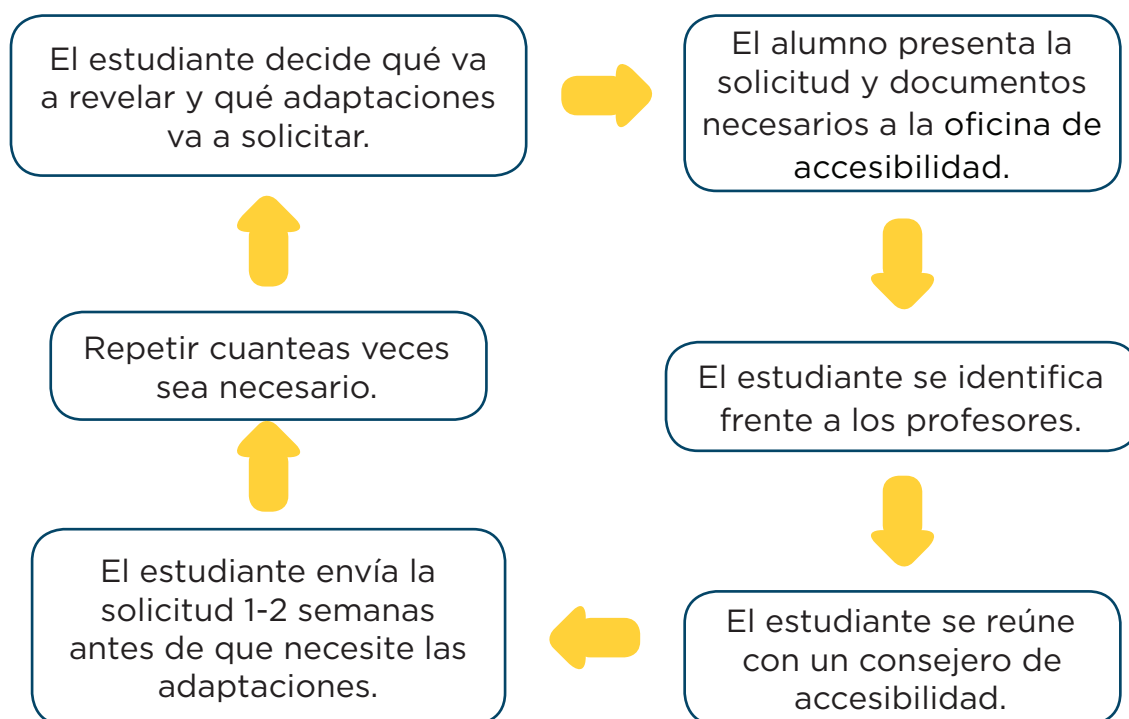 El estudiante decide qué va
a revelar y qué adaptaciones
va a solicitar.
El alumno presenta la
solicitud y documentos
necesarios a la oficina de
accesibilidad.
El estudiante se identifica
frente a los profesores.
El estudiante se reúne
con un consejero de
accesibilidad.
El estudiante envía la
solicitud 1-2 semanas
antes de que necesite las
adaptaciones.
Repetir cuanteas veces
sea necesario.